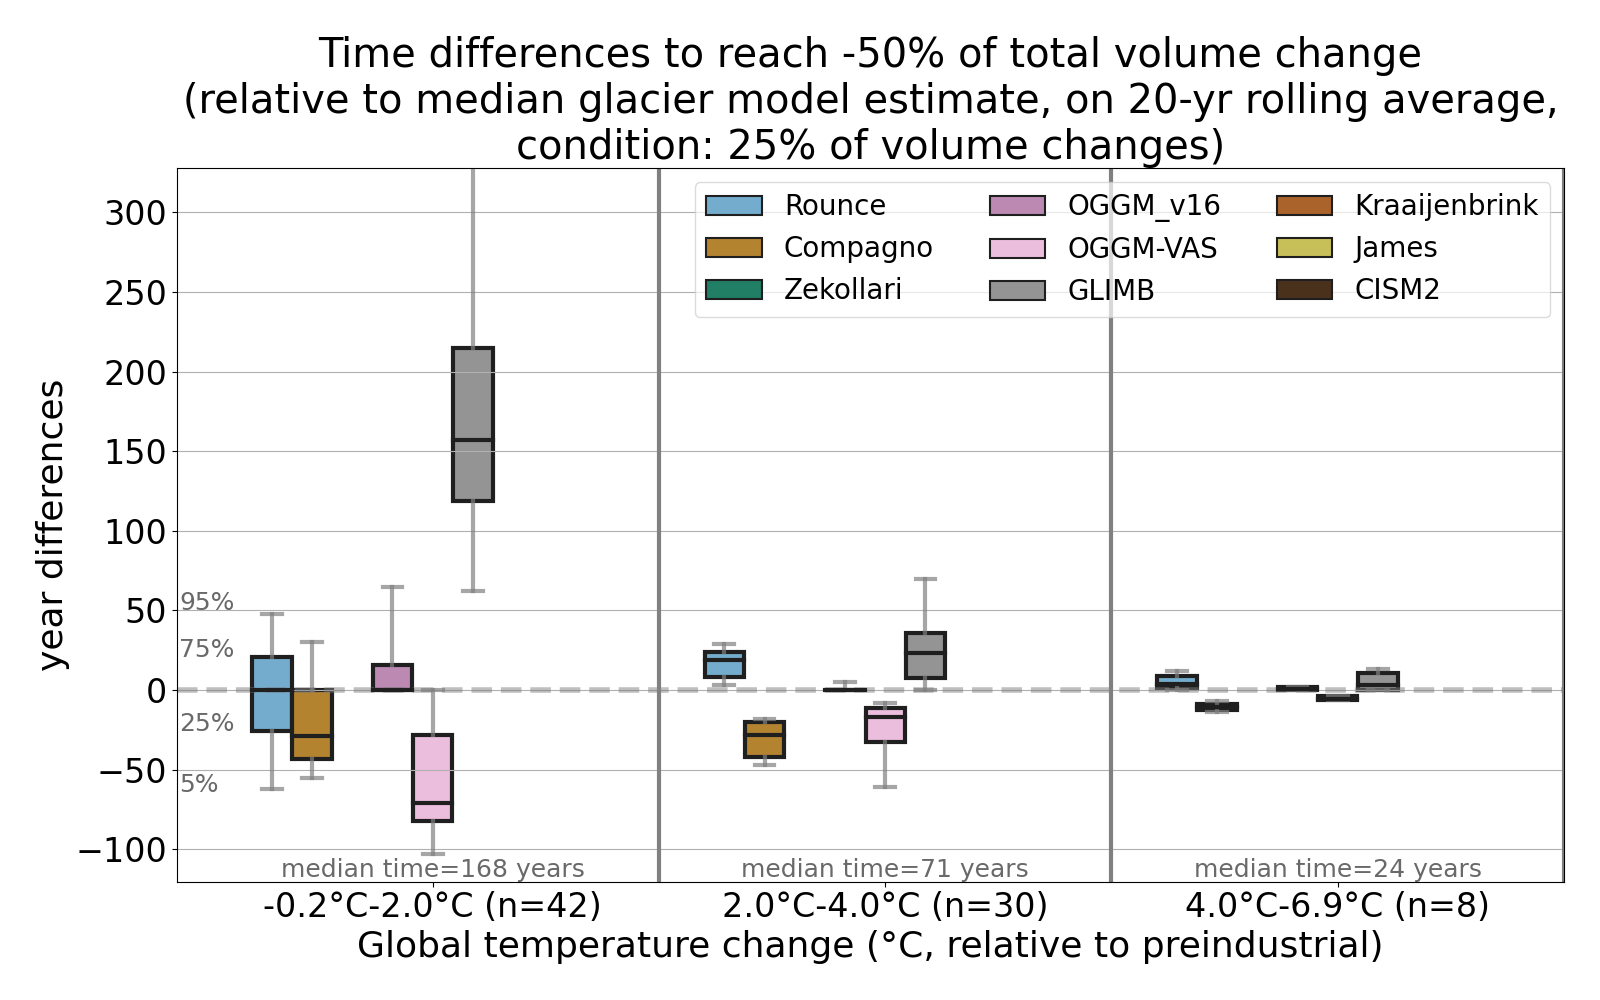 Time differences to reach -50% of total volume change
(relative to median glacier model estimate, on 20-yr rolling average,
condition: 25% of volume changes)
Rounce
Compagno
Zekollari
OGGM_v16
OGGM-VAS
GLIMB
Kraaijenbrink
James
CISM2
year differences
300
250
200
150
100
50
0
−50
−100
95%
75%
25%
5%
median time=168 years
median time=71 years
median time=24 years
-0.2°C-2.0°C (n=42)
2.0°C-4.0°C (n=30)
4.0°C-6.9°C (n=8)
Global temperature change (°C, relative to preindustrial)